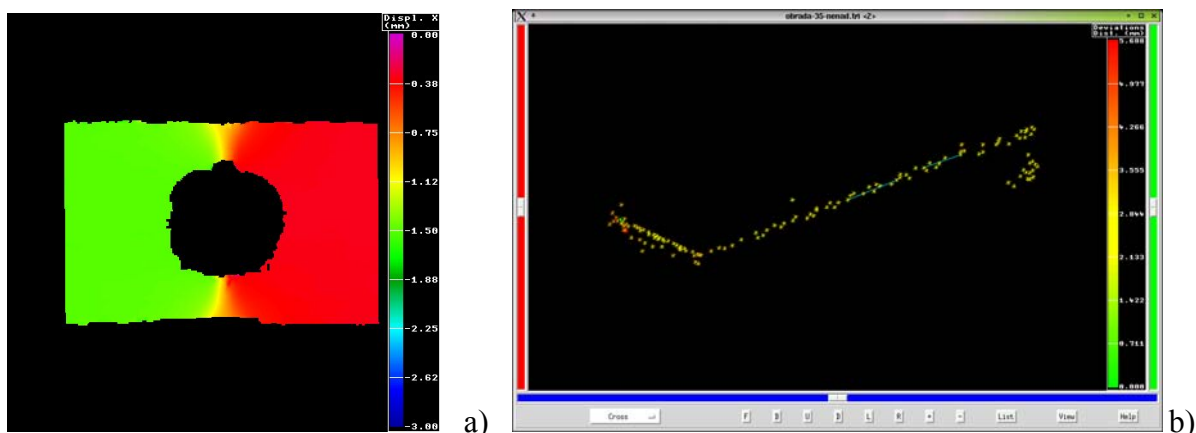 Displ. X
(mm)
0.00
-0.38
-0.75
-1.12
-1.50
-1.88
-2.25
-2.62
-3.00
a)
X
obrada-35-nenad.tri <2>
Deviations
Dist. (mm)
5.688
4.977
4.266
3.555
2.844
2.133
1.422
0.711
0.000
Cross
F
B
U
D
L
R
+
-
List
View
Help
b)